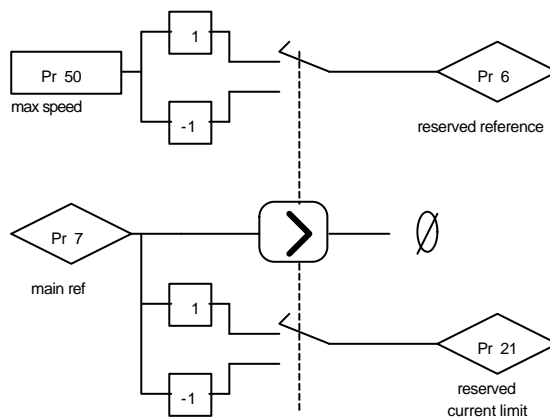 1
Pr 50
Pr 6
max speed
-1
reserved reference
Pr 7
>
Ø
main ref
1
Pr 21
-1
reserved
current limit